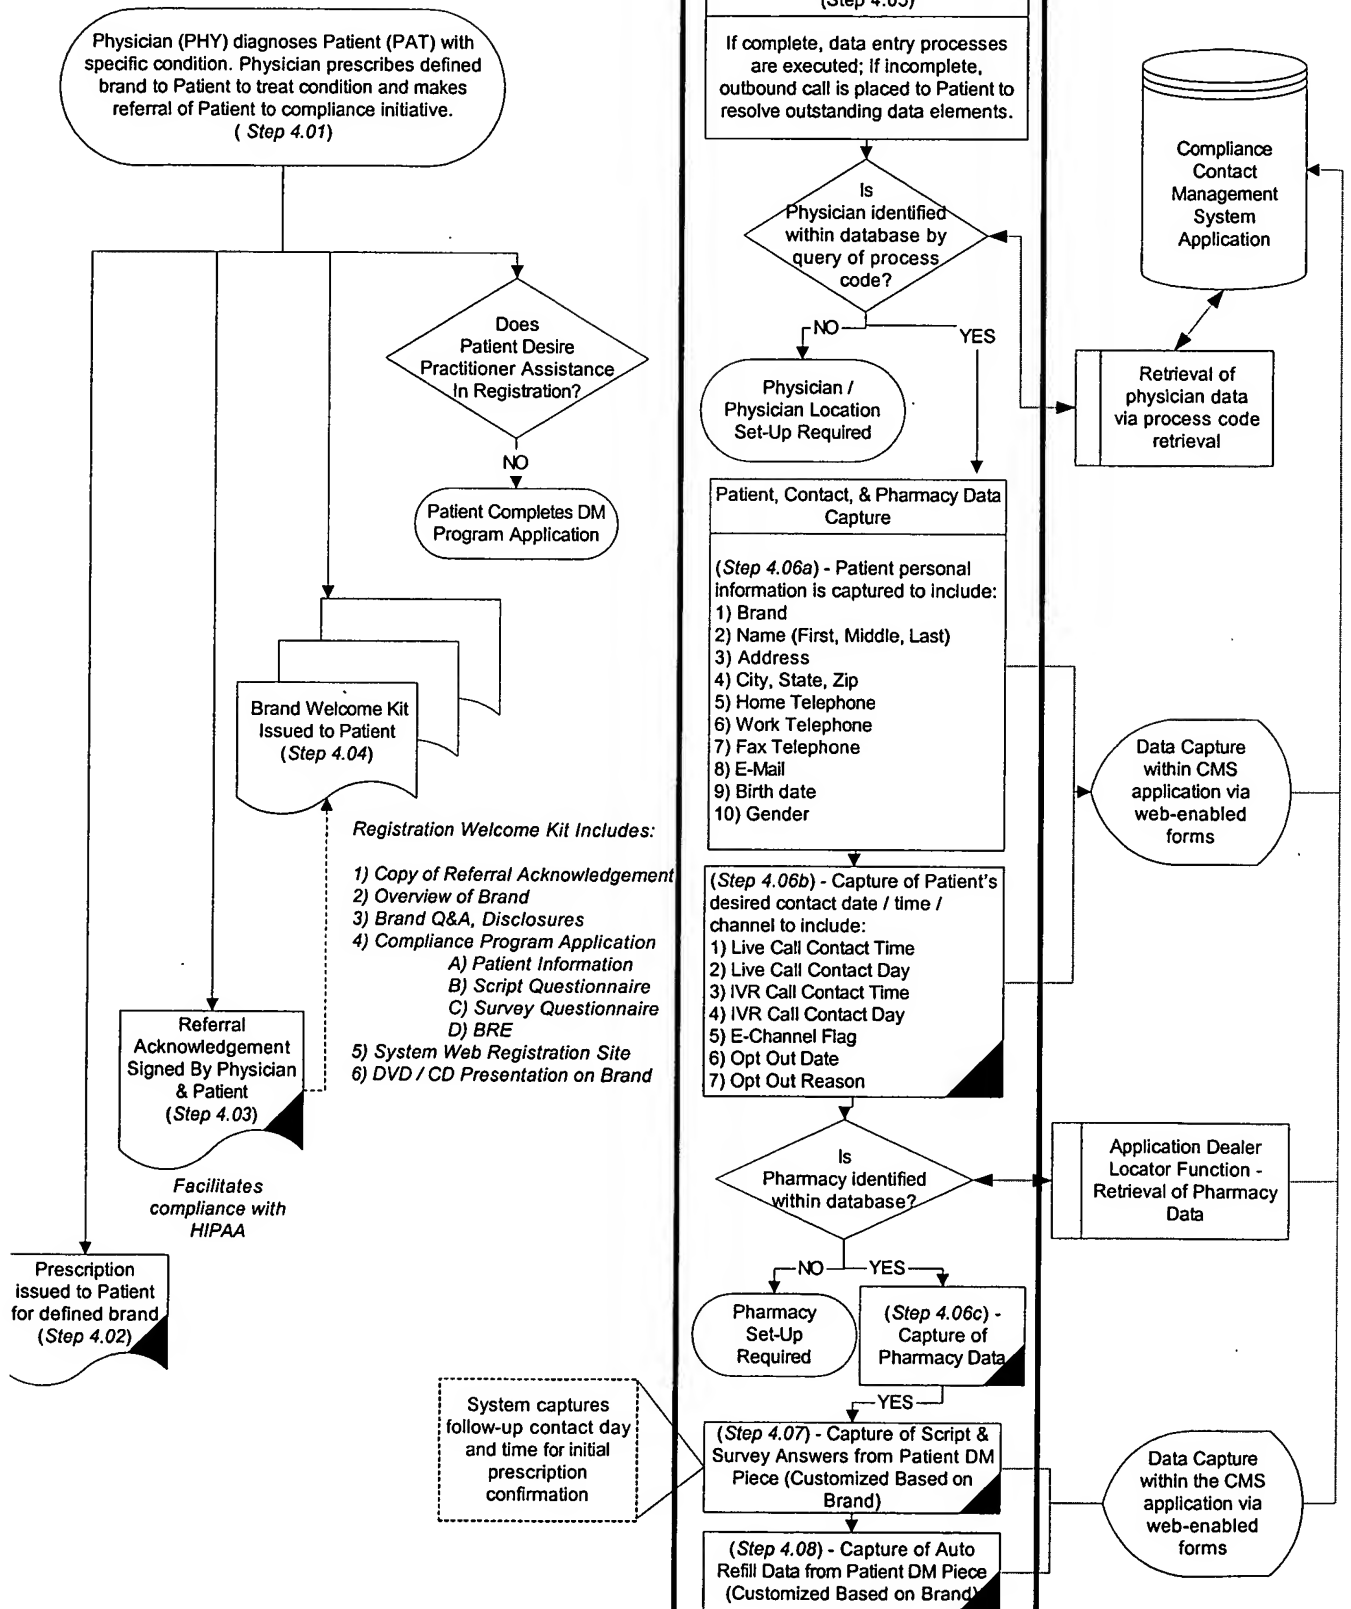 Physician (PHY) diagnoses Patient (PAT) with
specific condition. Physician prescribes defined
brand to Patient to treat condition and makes
referral of Patient to compliance initiative.
( Step 4.01)
Does
Patient Desire
Practitioner Assistance
In Registration?
NO
Patient Completes DM
Program Application
Brand Welcome Kit
Issued to Patient
(Step 4.04)
Registration Welcome Kit Includes:
1) Copy of Referral Acknowledgement
2) Overview of Brand
3) Brand Q&A, Disclosures
4) Compliance Program Application
A) Patient Information
B) Script Questionnaire
C) Survey Questionnaire
D) BRE
5) System Web Registration Site
6) DVD / CD Presentation on Brand
Referral
Acknowledgement
Signed By Physician
& Patient
(Step 4.03)
Facilitates
compliance with
HIPAA
Prescription
issued to Patient
for defined brand
(Step 4.02)
System captures
follow-up contact day
and time for initial
prescription
confirmation
(Step 4.05)
If complete, data entry processes
are executed; If incomplete,
outbound call is placed to Patient to
resolve outstanding data elements.
Is
Physician identified
within database by
query of process
code?
NO
YES
Physician /
Physician Location
Set-Up Required
Patient, Contact, & Pharmacy Data
Capture
(Step 4.06a) - Patient personal
information is captured to include:
1) Brand
2) Name (First, Middle, Last)
3) Address
4) City, State, Zip
5) Home Telephone
6) Work Telephone
7) Fax Telephone
8) E-Mail
9) Birth date
10) Gender
(Step 4.06b) - Capture of Patient's
desired contact date / time /
channel to include:
1) Live Call Contact Time
2) Live Call Contact Day
3) IVR Call Contact Time
4) IVR Call Contact Day
5) E-Channel Flag
6) Opt Out Date
7) Opt Out Reason
Is
Pharmacy identified
within database?
NO
YES
Pharmacy
Set-Up
Required
(Step 4.06c) -
Capture of
Pharmacy Data
YES
(Step 4.07) - Capture of Script &
Survey Answers from Patient DM
Piece (Customized Based on
Brand)
(Step 4.08) - Capture of Auto
Refill Data from Patient DM Piece
(Customized Based on Brand)
Compliance
Contact
Management
System
Application
Retrieval of
physician data
via process code
retrieval
Data Capture
within CMS
application via
web-enabled
forms
Application Dealer
Locator Function -
Retrieval of Pharmacy
Data
Data Capture
within the CMS
application via
web-enabled
forms